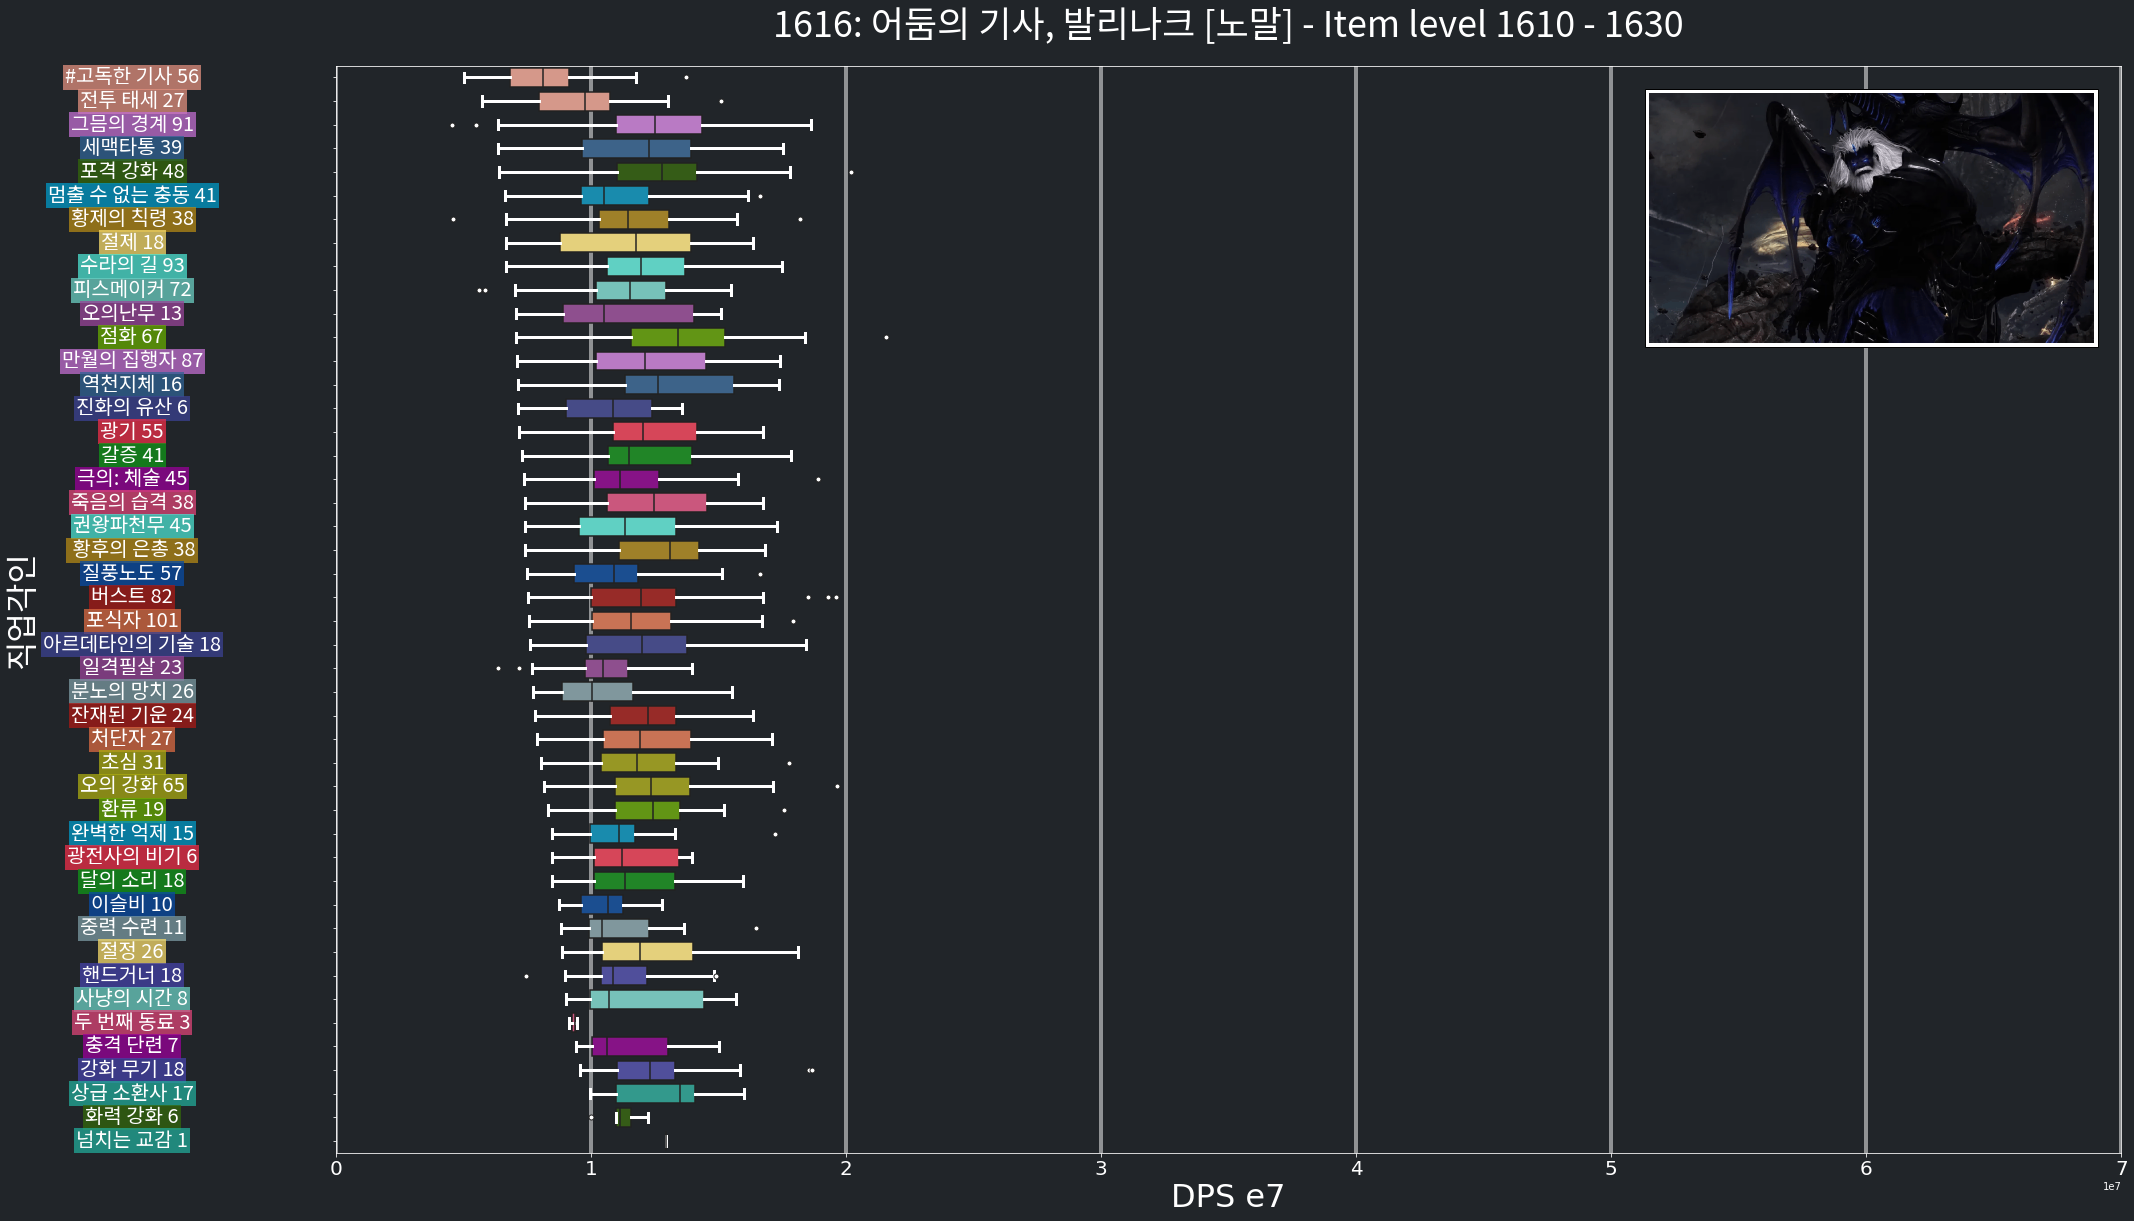 1616: 어둠의 기사, 발리나크 [노말] - Item level 1610 - 1630
#고독한 기사 56
전투 태세 27
그믐의 경계 91
세맥타통 39
포격 강화 48
멈출 수 없는 충동 41
황제의 칙령 38
절제 18
수라의 길 93
피스메이커 72
오의난무 13
점화 67
만월의 집행자 87
역천지체 16
진화의 유산 6
광기 55
갈증 41
극의: 체술 45
죽음의 습격 38
권왕파천무 45
황후의 은총 38
질풍노도 57
버스트 82
포식자 101
아르데타인의 기술 18
일격필살 23
분노의 망치 26
잔재된 기운 24
처단자 27
초심 31
오의 강화 65
환류 19
완벽한 억제 15
광전사의 비기 6
달의 소리 18
이슬비 10
중력 수련 11
절정 26
핸드거너 18
사냥의 시간 8
두 번째 동료 3
충격 단련 7
강화 무기 18
상급 소환사 17
화력 강화 6
넘치는 교감 1
직업각인
0 1 2 3 4 5 6 7
1e7
DPS e7